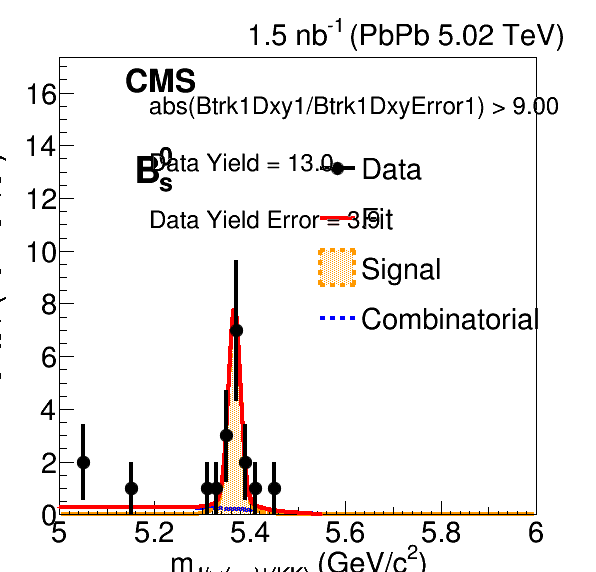 1.5 nb⁻¹ (PbPb 5.02 TeV)
CMS
abs(Btrk1Dxy1/Btrk1DxyError1) > 9.00
B⁰ₛ
Data Yield = 13.0
Data
Data Yield Error = 3.9
Fit
Signal
Combinatorial
16
14
12
10
8
6
4
2
0
5 5.2 5.4 5.6 5.8 6
m (GeV/c²)